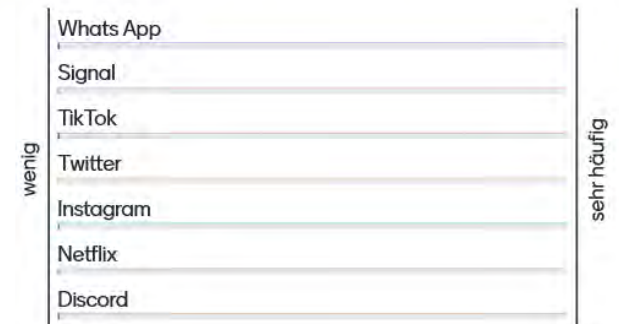 Whats App
Signal
TikTok
Twitter
Instagram
Netflix
Discord
wenig
sehr häufig